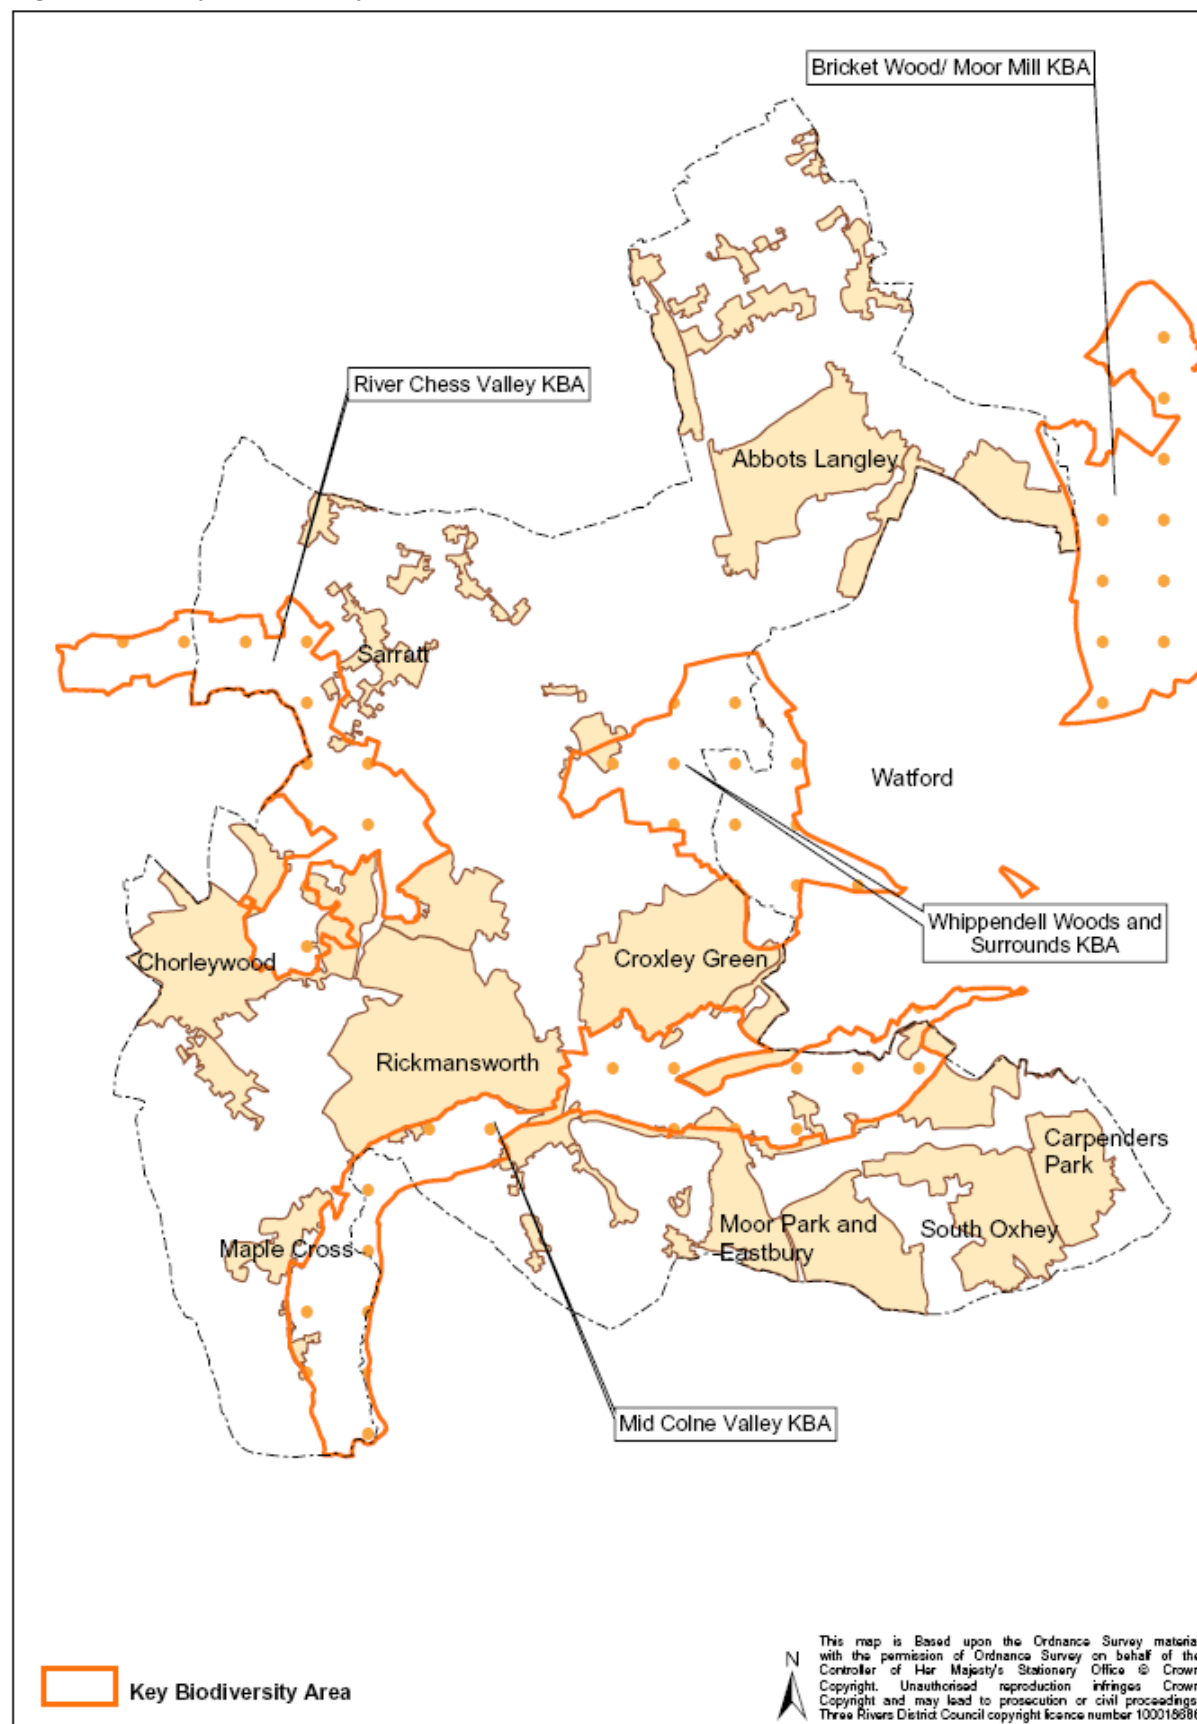 Bricket Wood/ Moor Mill KBA
River Chess Valley KBA
Abbots Langley
Sarratt
Watford
Whippendell Woods and
Surrounds KBA
Chorleywood
Croxley Green
Rickmansworth
Carpenders
Park
Moor Park and
Eastbury
South Oxhey
Maple Cross
Mid Colne Valley KBA
Key Biodiversity Area
N
This map is Based upon the Ordnance Survey materia
with the permission of Ordnance Survey on behalf of the
Controller of Her Majesty's Stationery Office © Crown
Copyright. Unauthorised reproduction infringes Crown
Copyright and may lead to prosecution or civil proceedings
Three Rivers District Council copyright licence number 100018686